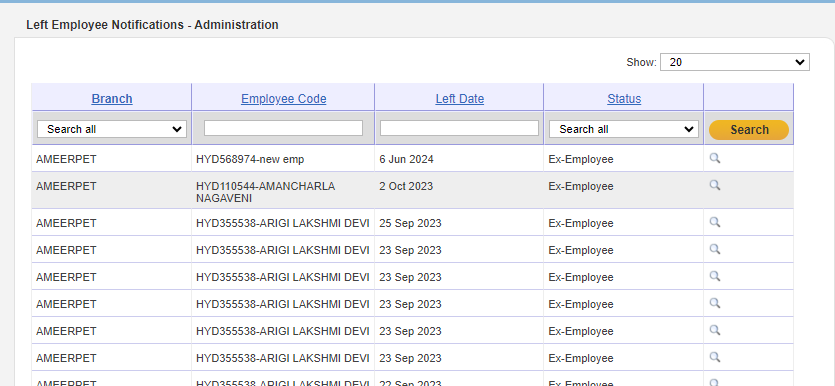 Left Employee Notifications - Administration
Show: 20
Branch Employee Code Left Date Status
Search all Search all Search
AMEERPET HYD568974-new emp 6 Jun 2024 Ex-Employee
AMEERPET HYD110544-AMANCHARLA 2 Oct 2023 Ex-Employee
NAGAVENI
AMEERPET HYD355538-ARIGI LAKSHMI DEVI 25 Sep 2023 Ex-Employee
AMEERPET HYD355538-ARIGI LAKSHMI DEVI 23 Sep 2023 Ex-Employee
AMEERPET HYD355538-ARIGI LAKSHMI DEVI 23 Sep 2023 Ex-Employee
AMEERPET HYD355538-ARIGI LAKSHMI DEVI 23 Sep 2023 Ex-Employee
AMEERPET HYD355538-ARIGI LAKSHMI DEVI 23 Sep 2023 Ex-Employee
AMEERPET HYD355538-ARIGI LAKSHMI DEVI 23 Sep 2023 Ex-Employee
AMEERPET HYD355538-ARIGI LAKSHMI DEVI 22 Sep 2023 Ex-Employee